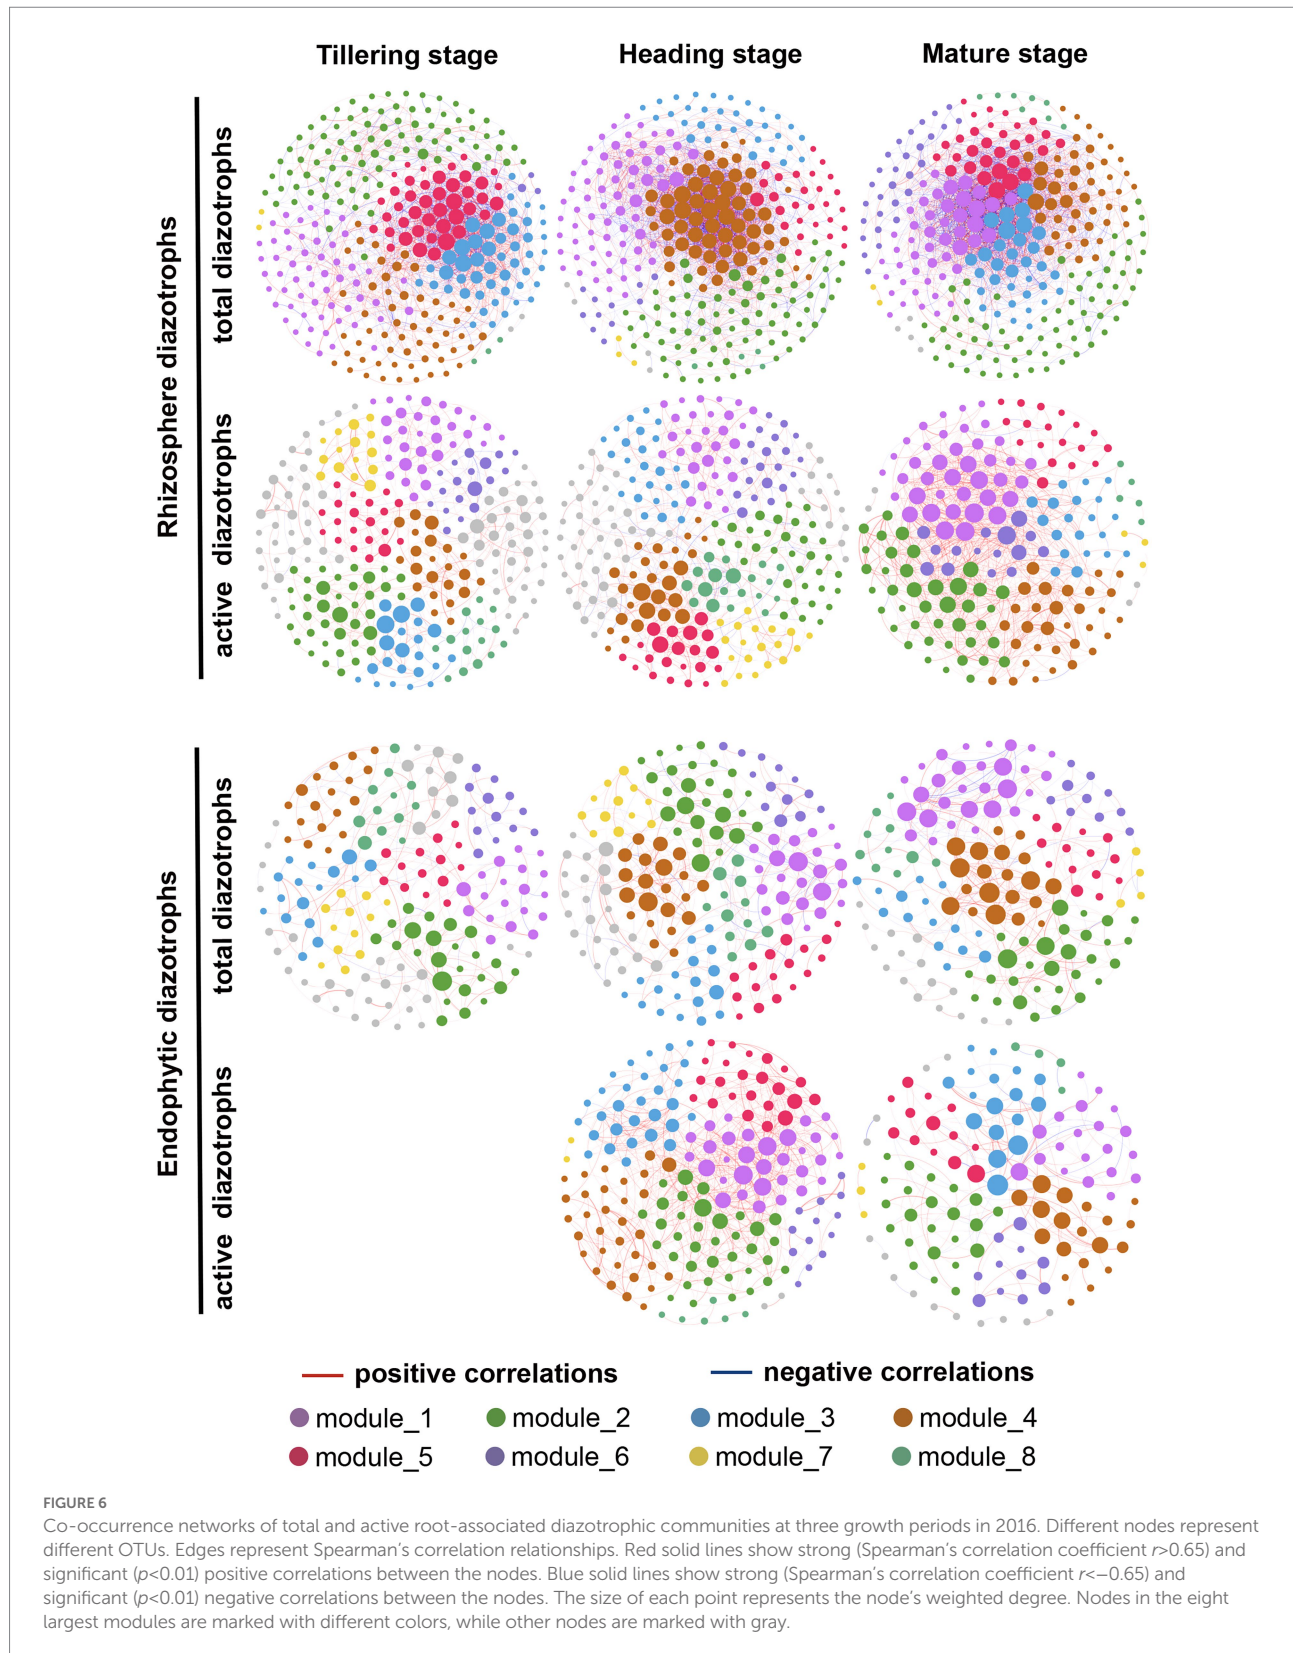 Tillering stage
Heading stage
Mature stage
Rhizosphere diazotrophs
total diazotrophs
active diazotrophs
Endophytic diazotrophs
total diazotrophs
active diazotrophs
positive correlations
negative correlations
module_1
module_2
module_3
module_4
module_5
module_6
module_7
module_8
FIGURE 6
Co-occurrence networks of total and active root-associated diazotrophic communities at three growth periods in 2016. Different nodes represent
different OTUs. Edges represent Spearman’s correlation relationships. Red solid lines show strong (Spearman’s correlation coefficient r>0.65) and
significant (p<0.01) positive correlations between the nodes. Blue solid lines show strong (Spearman’s correlation coefficient r<−0.65) and
significant (p<0.01) negative correlations between the nodes. The size of each point represents the node’s weighted degree. Nodes in the eight
largest modules are marked with different colors, while other nodes are marked with gray.